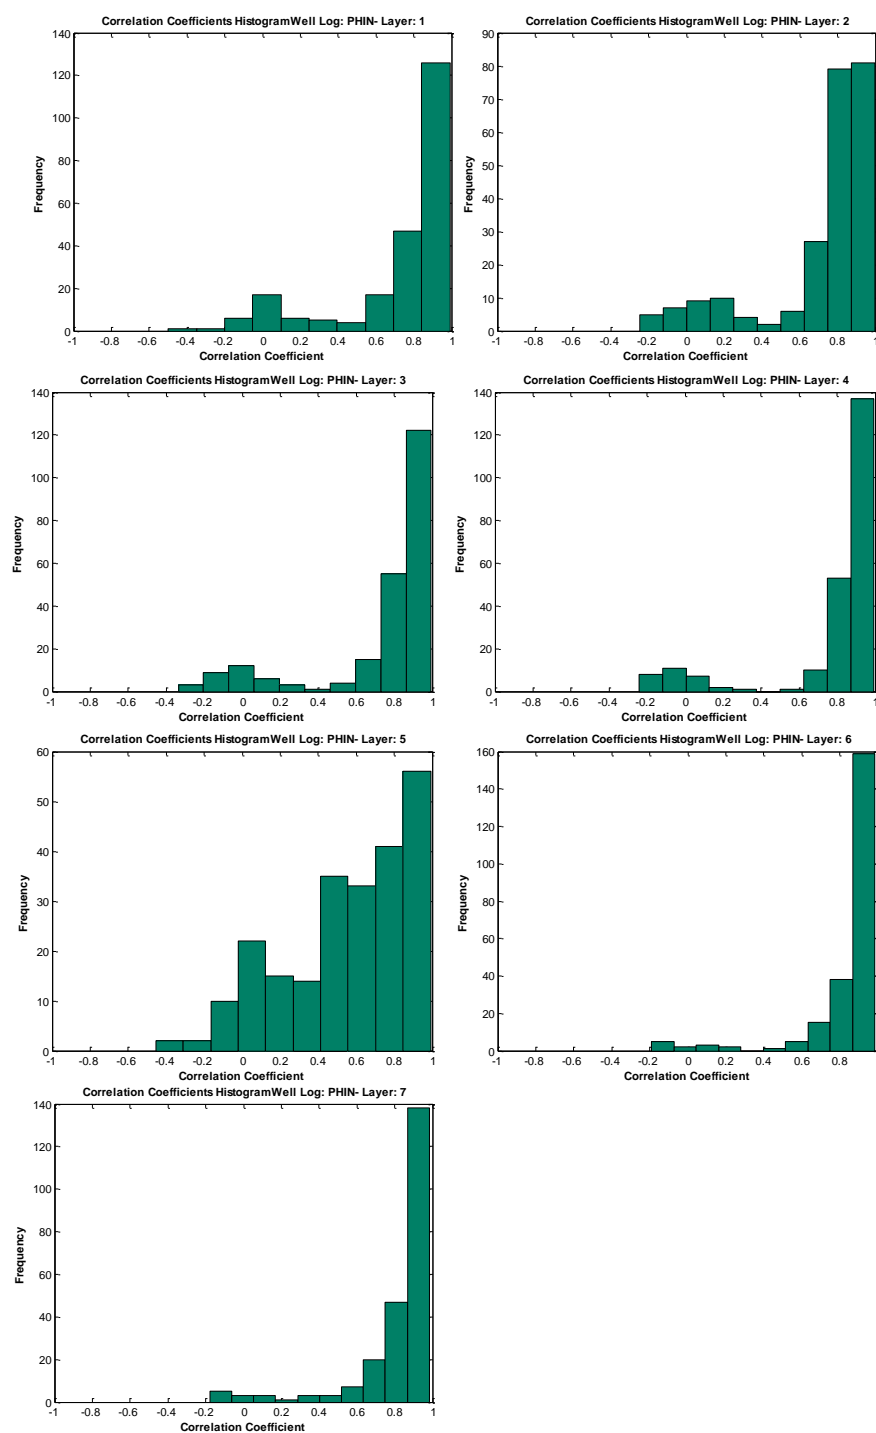 Correlation Coefficients HistogramWell Log: PHIN- Layer: 1
140
120
100
80
60
40
20
0
Frequency
-1 -0.8 -0.6 -0.4 -0.2 0 0.2 0.4 0.6 0.8 1
Correlation Coefficient
Correlation Coefficients HistogramWell Log: PHIN- Layer: 2
90
80
70
60
50
40
30
20
10
0
Frequency
-1 -0.8 -0.6 -0.4 -0.2 0 0.2 0.4 0.6 0.8 1
Correlation Coefficient
Correlation Coefficients HistogramWell Log: PHIN- Layer: 3
140
120
100
80
60
40
20
0
Frequency
-1 -0.8 -0.6 -0.4 -0.2 0 0.2 0.4 0.6 0.8 1
Correlation Coefficient
Correlation Coefficients HistogramWell Log: PHIN- Layer: 4
140
120
100
80
60
40
20
0
Frequency
-1 -0.8 -0.6 -0.4 -0.2 0 0.2 0.4 0.6 0.8 1
Correlation Coefficient
Correlation Coefficients HistogramWell Log: PHIN- Layer: 5
60
50
40
30
20
10
0
Frequency
-1 -0.8 -0.6 -0.4 -0.2 0 0.2 0.4 0.6 0.8 1
Correlation Coefficient
Correlation Coefficients HistogramWell Log: PHIN- Layer: 6
160
140
120
100
80
60
40
20
0
Frequency
-1 -0.8 -0.6 -0.4 -0.2 0 0.2 0.4 0.6 0.8
Correlation Coefficient
Correlation Coefficients HistogramWell Log: PHIN- Layer: 7
140
120
100
80
60
40
20
0
Frequency
-1 -0.8 -0.6 -0.4 -0.2 0 0.2 0.4 0.6 0.8 1
Correlation Coefficient